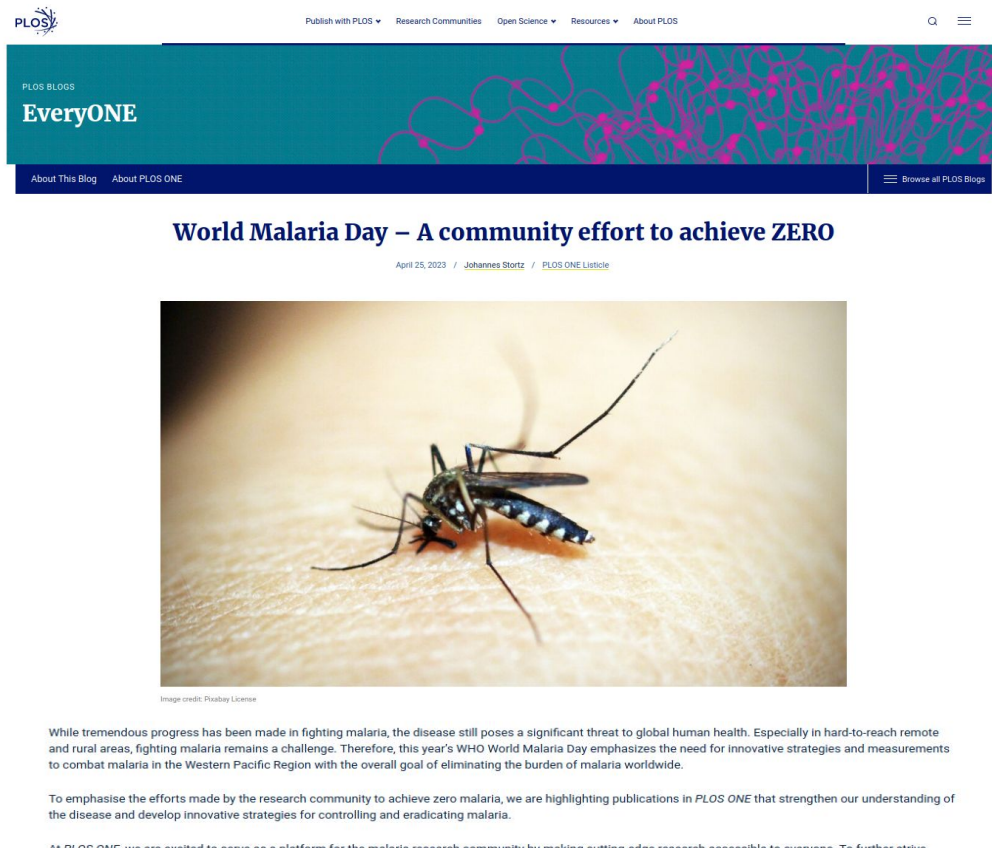 PLOS
Publish with PLOS
Research Communities
Open Science
Resources
About PLOS
PLOS BLOGS
EveryONE
About This Blog
About PLOS ONE
Browse all PLOS Blogs
World Malaria Day – A community effort to achieve ZERO
April 25, 2023 / Johannes Stortz / PLOS ONE Listicle
Image credit: Pixabay License
While tremendous progress has been made in fighting malaria, the disease still poses a significant threat to global human health. Especially in hard-to-reach remote
and rural areas, fighting malaria remains a challenge. Therefore, this year’s WHO World Malaria Day emphasizes the need for innovative strategies and measurements
to combat malaria in the Western Pacific Region with the overall goal of eliminating the burden of malaria worldwide.
To emphasise the efforts made by the research community to achieve zero malaria, we are highlighting publications in PLOS ONE that strengthen our understanding of
the disease and develop innovative strategies for controlling and eradicating malaria.
At PLOS ONE, we are excited to serve as a platform for the malaria research community by making cutting-edge research accessible to everyone. To further strive